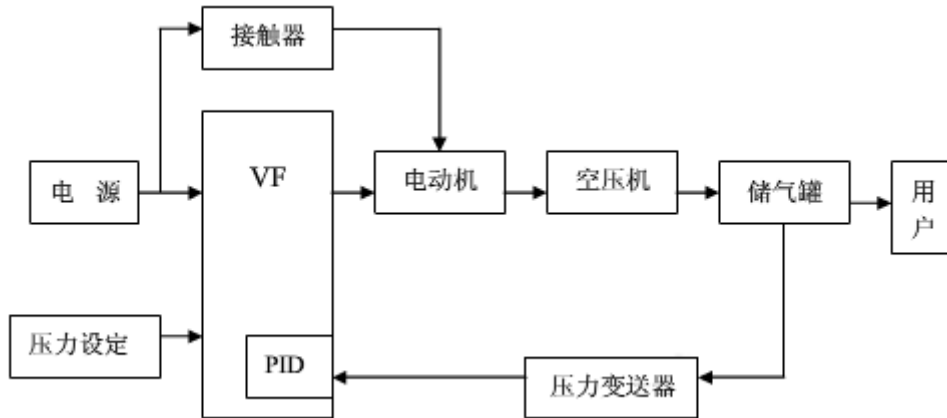 接触器
VF
电 源
电动机
空压机
储气罐
用
户
压力设定
PID
压力变送器